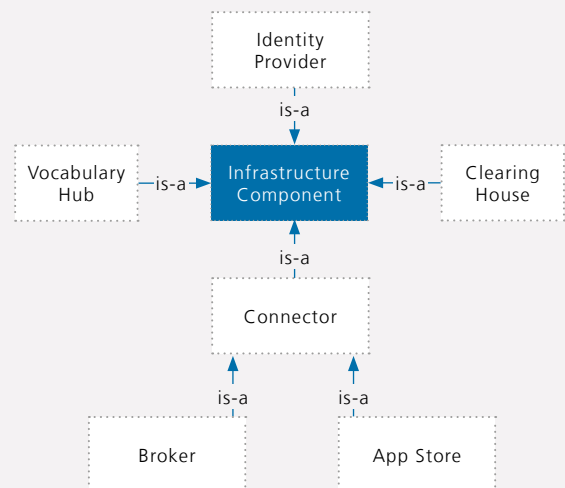 Identity
Provider
is-a
Vocabulary
Hub
is-a
Infrastructure
Component
is-a
Clearing
House
is-a
Connector
is-a
is-a
Broker
App Store